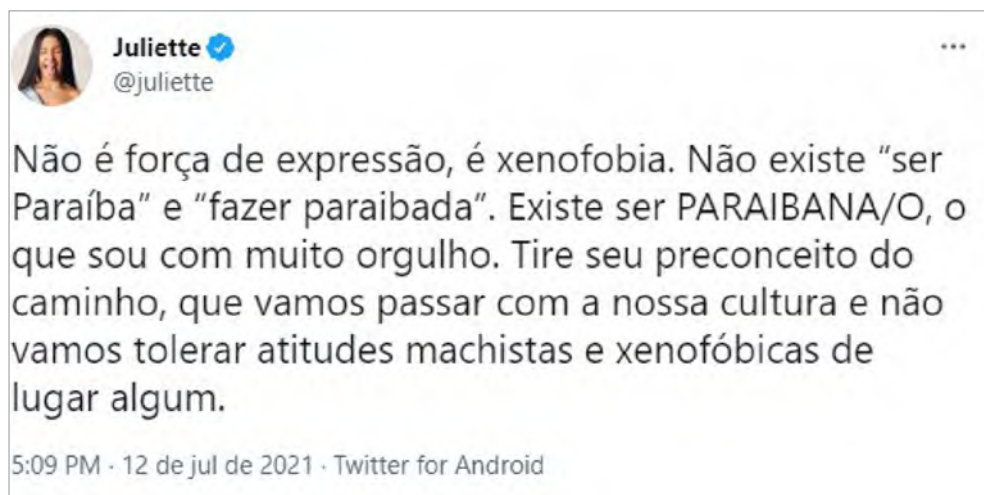 Juliette
@juliette
Não é força de expressão, é xenofobia. Não existe “ser
Paraíba” e “fazer paraibada”. Existe ser PARAIBANA/O, o
que sou com muito orgulho. Tire seu preconceito do
caminho, que vamos passar com a nossa cultura e não
vamos tolerar atitudes machistas e xenofóbicas de
lugar algum.
5:09 PM · 12 de jul de 2021 · Twitter for Android